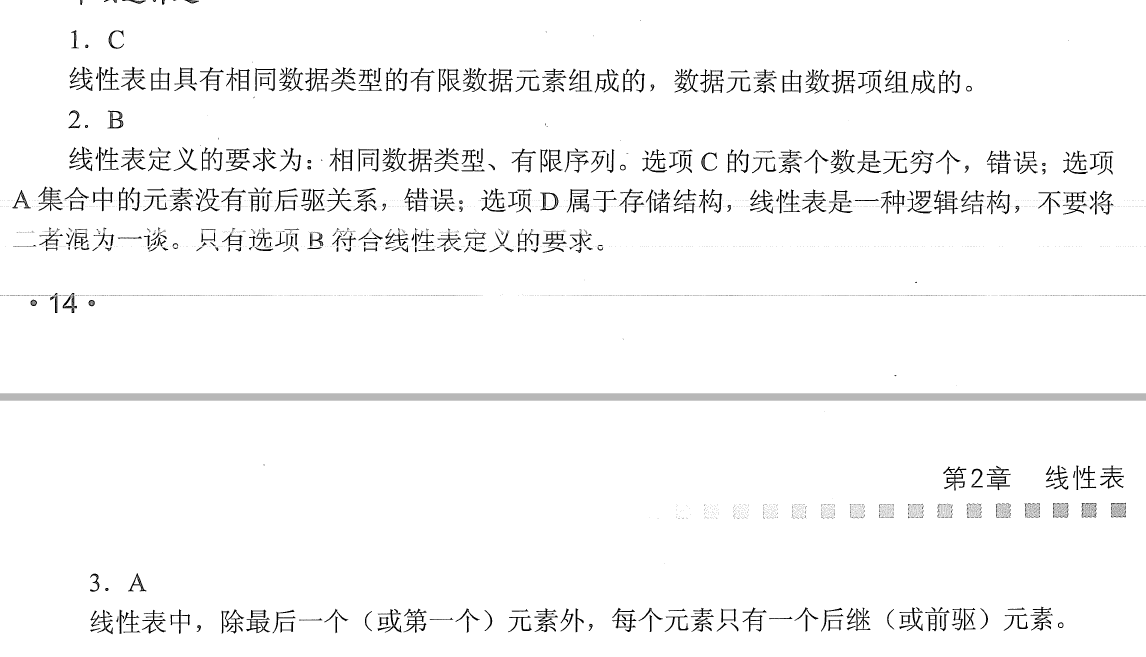 1．C
线性表由具有相同数据类型的有限数据元素组成的，数据元素由数据项组成的。
2．B
线性表定义的要求为：相同数据类型、有限序列。选项 C 的元素个数是无穷个，错误；选项
A 集合中的元素没有前后驱关系，错误；选项 D 属于存储结构，线性表是一种逻辑结构，不要将
二者混为一谈。只有选项 B 符合线性表定义的要求。
·14·
第2章 线性表
3．A
线性表中，除最后一个（或第一个）元素外，每个元素只有一个后继（或前驱）元素。